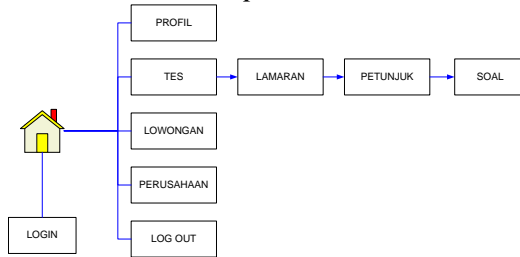 PROFIL
TES
LAMARAN
PETUNJUK
SOAL
LOWONGAN
PERUSAHAAN
LOGIN
LOG OUT